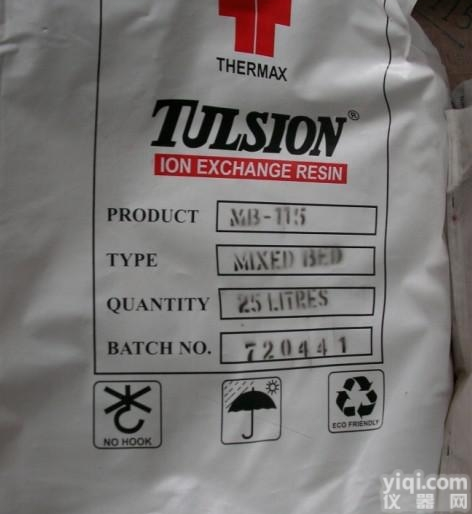 THERMAX
TULSION®
ION EXCHANGE RESIN
PRODUCT MB-115
TYPE MIXED BED
QUANTITY 25 LITRES
BATCH NO. 720441
NO HOOK
ECO FRIENDLY
yiqi.com
仪器网